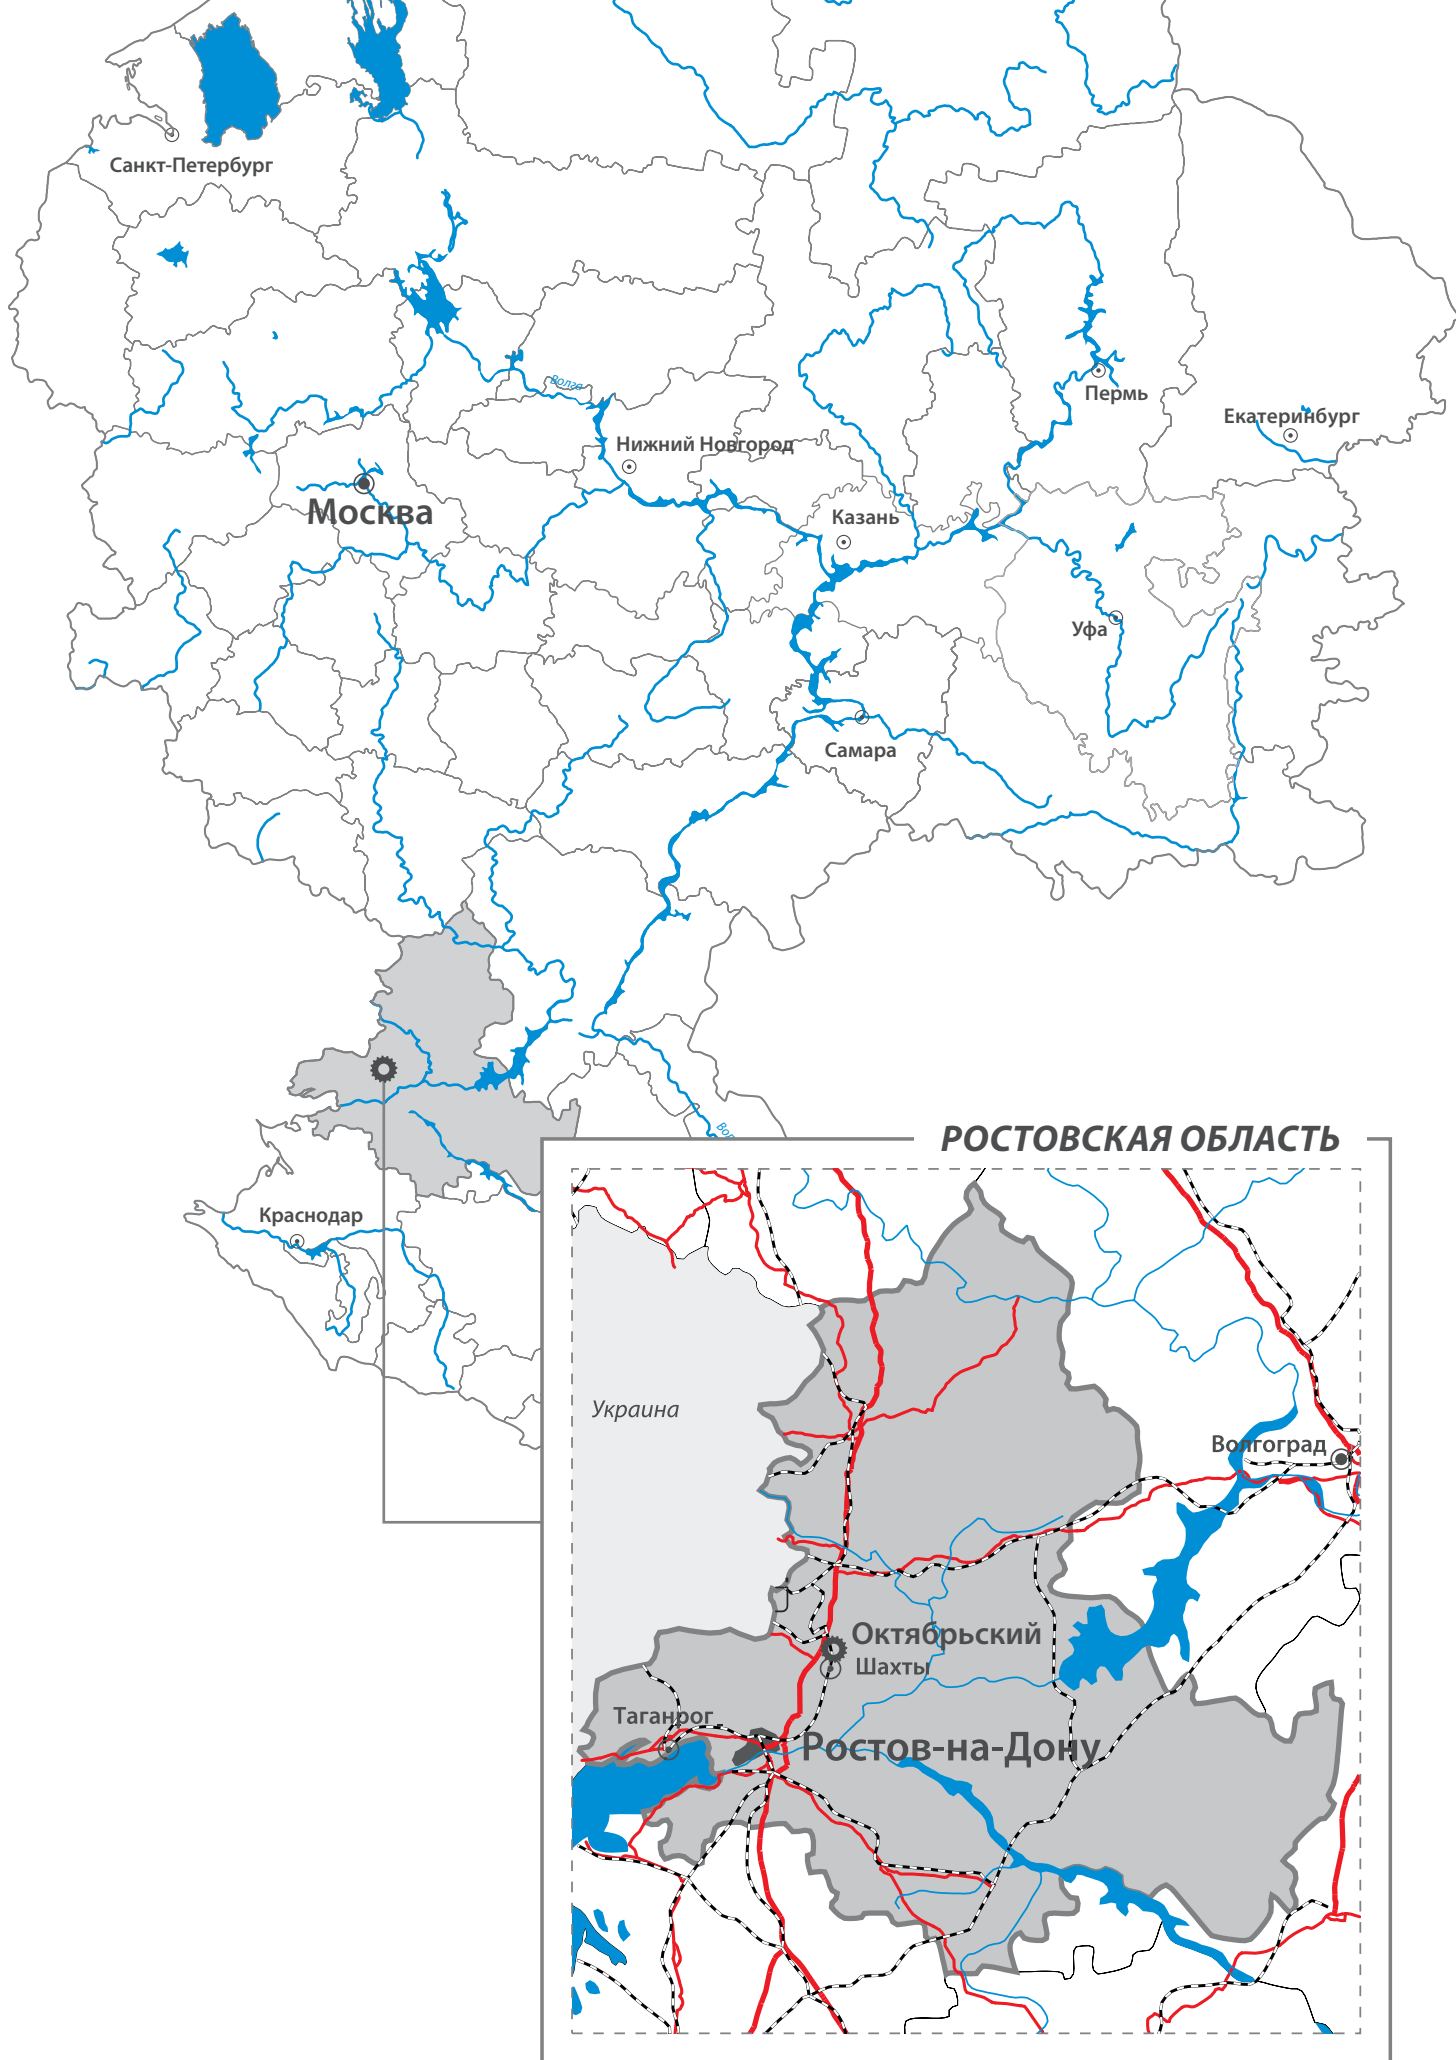 Санкт-Петербург
Волга
Пермь
Екатеринбург
Нижний Новгород
Москва
Казань
Уфа
Самара
РОСТОВСКАЯ ОБЛАСТЬ
Краснодар
Украина
Волгоград
Октябрьский
Шахты
Таганрог
Ростов-на-Дону